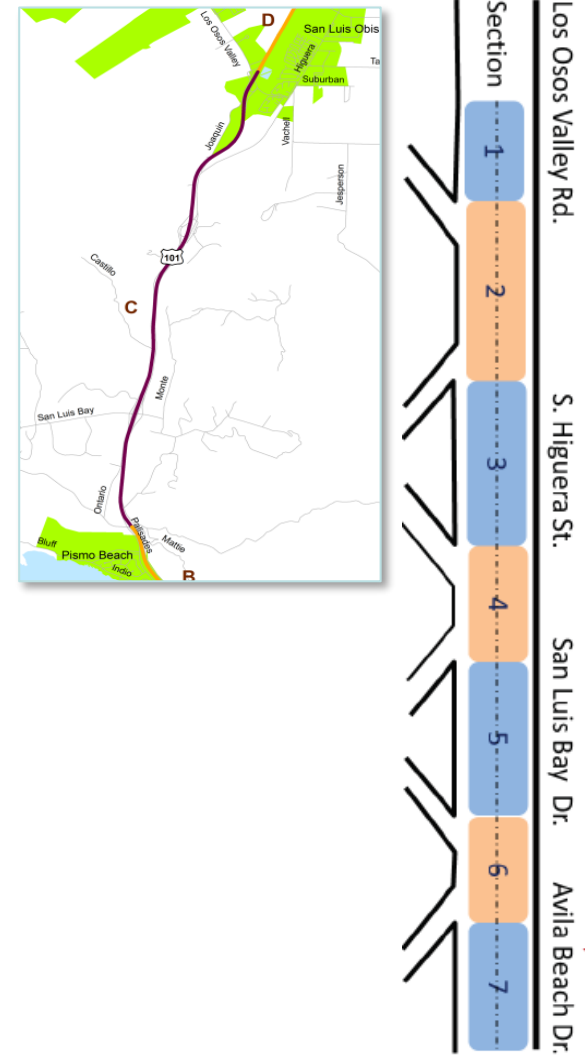 D
San Luis Obis
Los Osos Valley
Higuera
Ta
Suburban
Vachell
Joaquin
Jesperson
101
Castillo
C
Monte
San Luis Bay
Ontario
Palisades
Mattie
Bluff
Pismo Beach
Indio
B
Section
1
2
3
4
5
6
7
Los Osos Valley Rd.
S. Higuera St.
San Luis Bay Dr.
Avila Beach Dr.